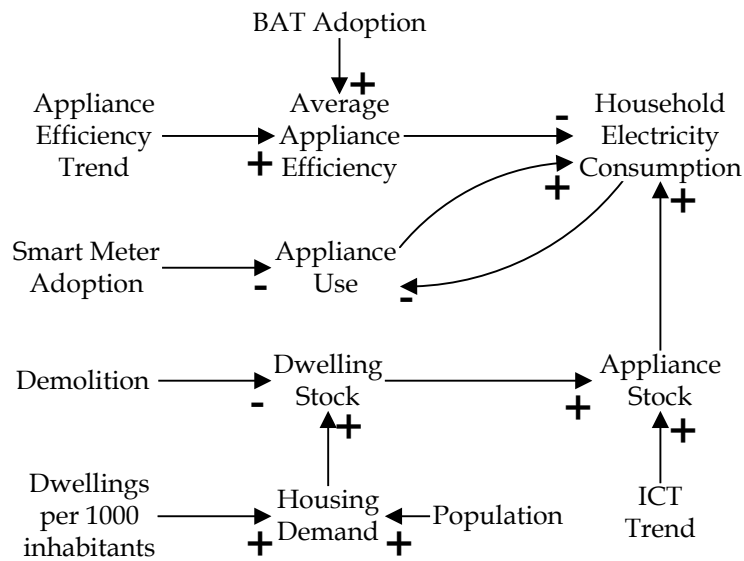 BAT Adoption
+
Appliance
Efficiency
Trend
+
Average
Appliance
Efficiency
-
Household
Electricity
Consumption
+
+
Smart Meter
Adoption
-
Appliance
Use
-
Demolition
-
Dwelling
Stock
+
+
Appliance
Stock
+
Dwellings
per 1000
inhabitants
+
Housing
Demand
+
Population
ICT
Trend